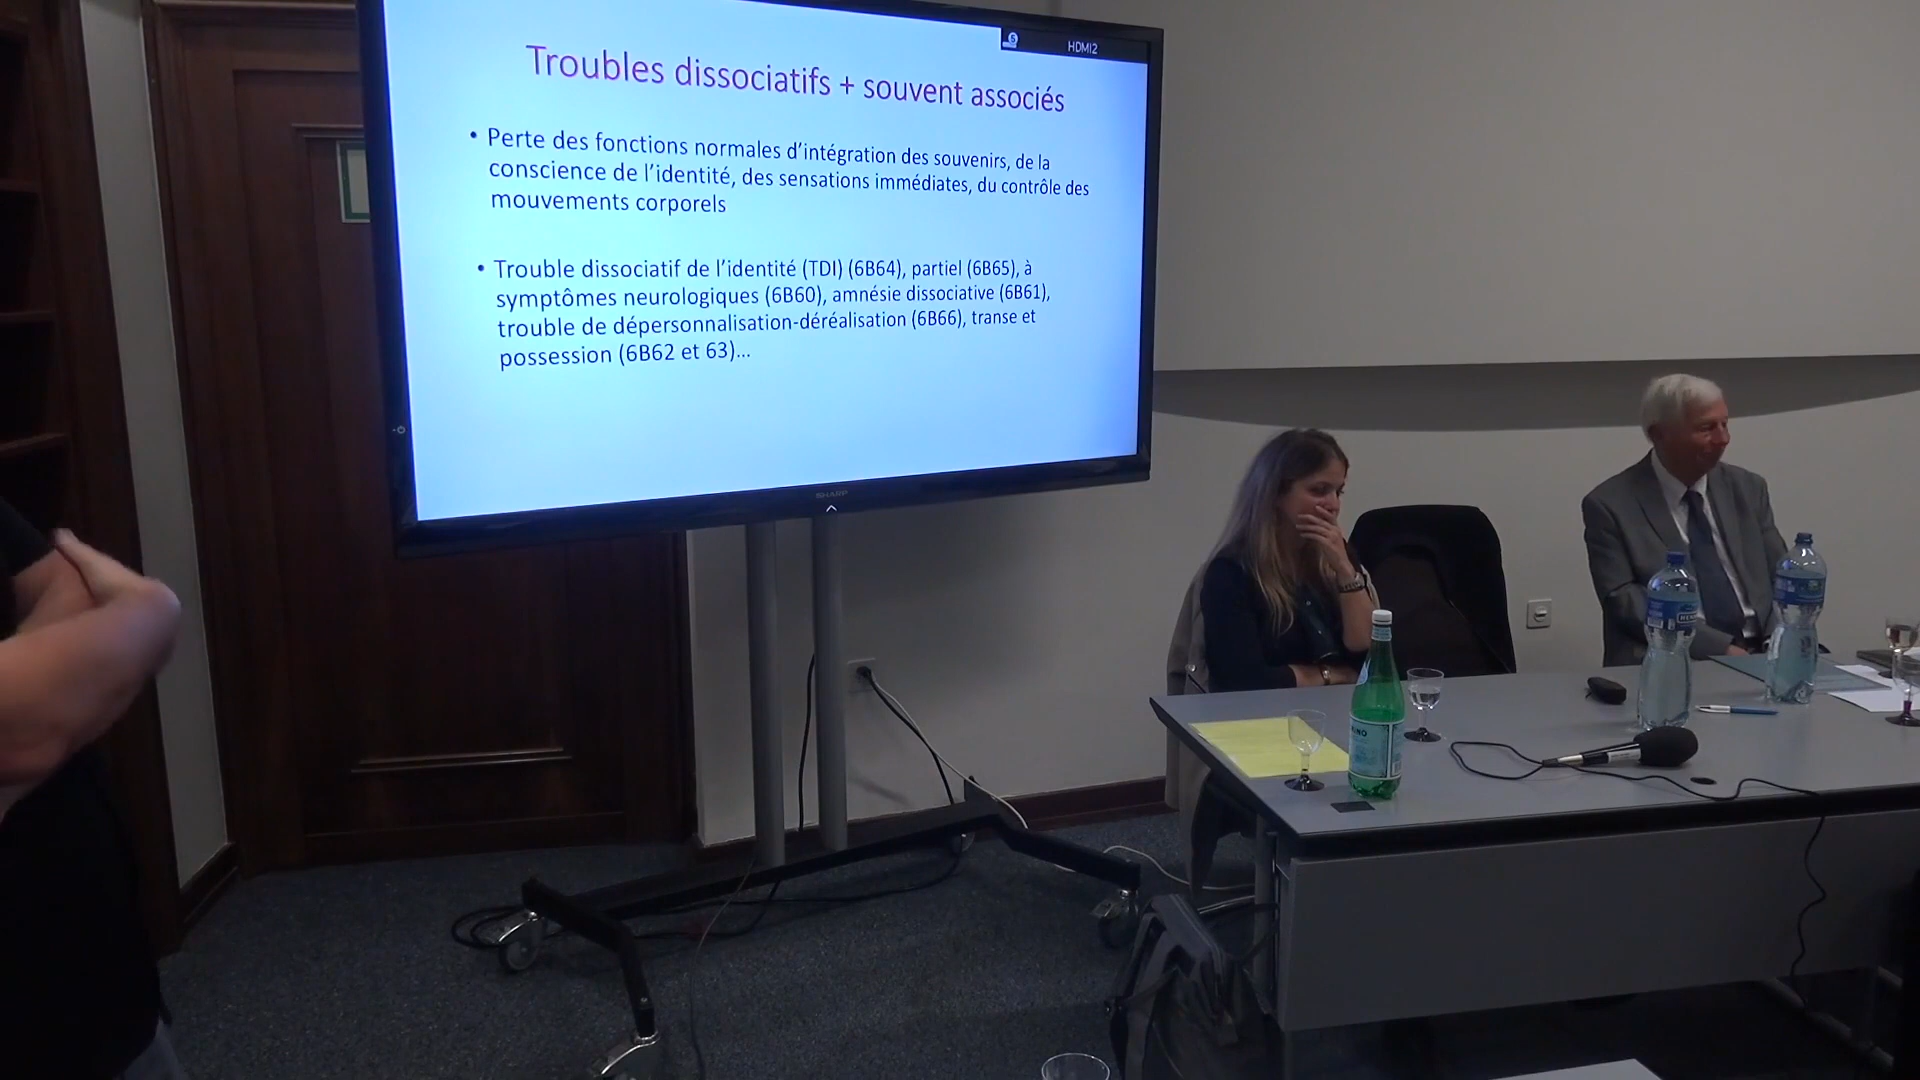 HDMI2
Troubles dissociatifs + souvent associés
• Perte des fonctions normales d’intégration des souvenirs, de la
conscience de l’identité, des sensations immédiates, du contrôle des
mouvements corporels
• Trouble dissociatif de l’identité (TDI) (6B64), partiel (6B65), à
symptômes neurologiques (6B60), amnésie dissociative (6B61),
trouble de dépersonnalisation-déréalisation (6B66), transe et
possession (6B62 et 63)...
SHARP